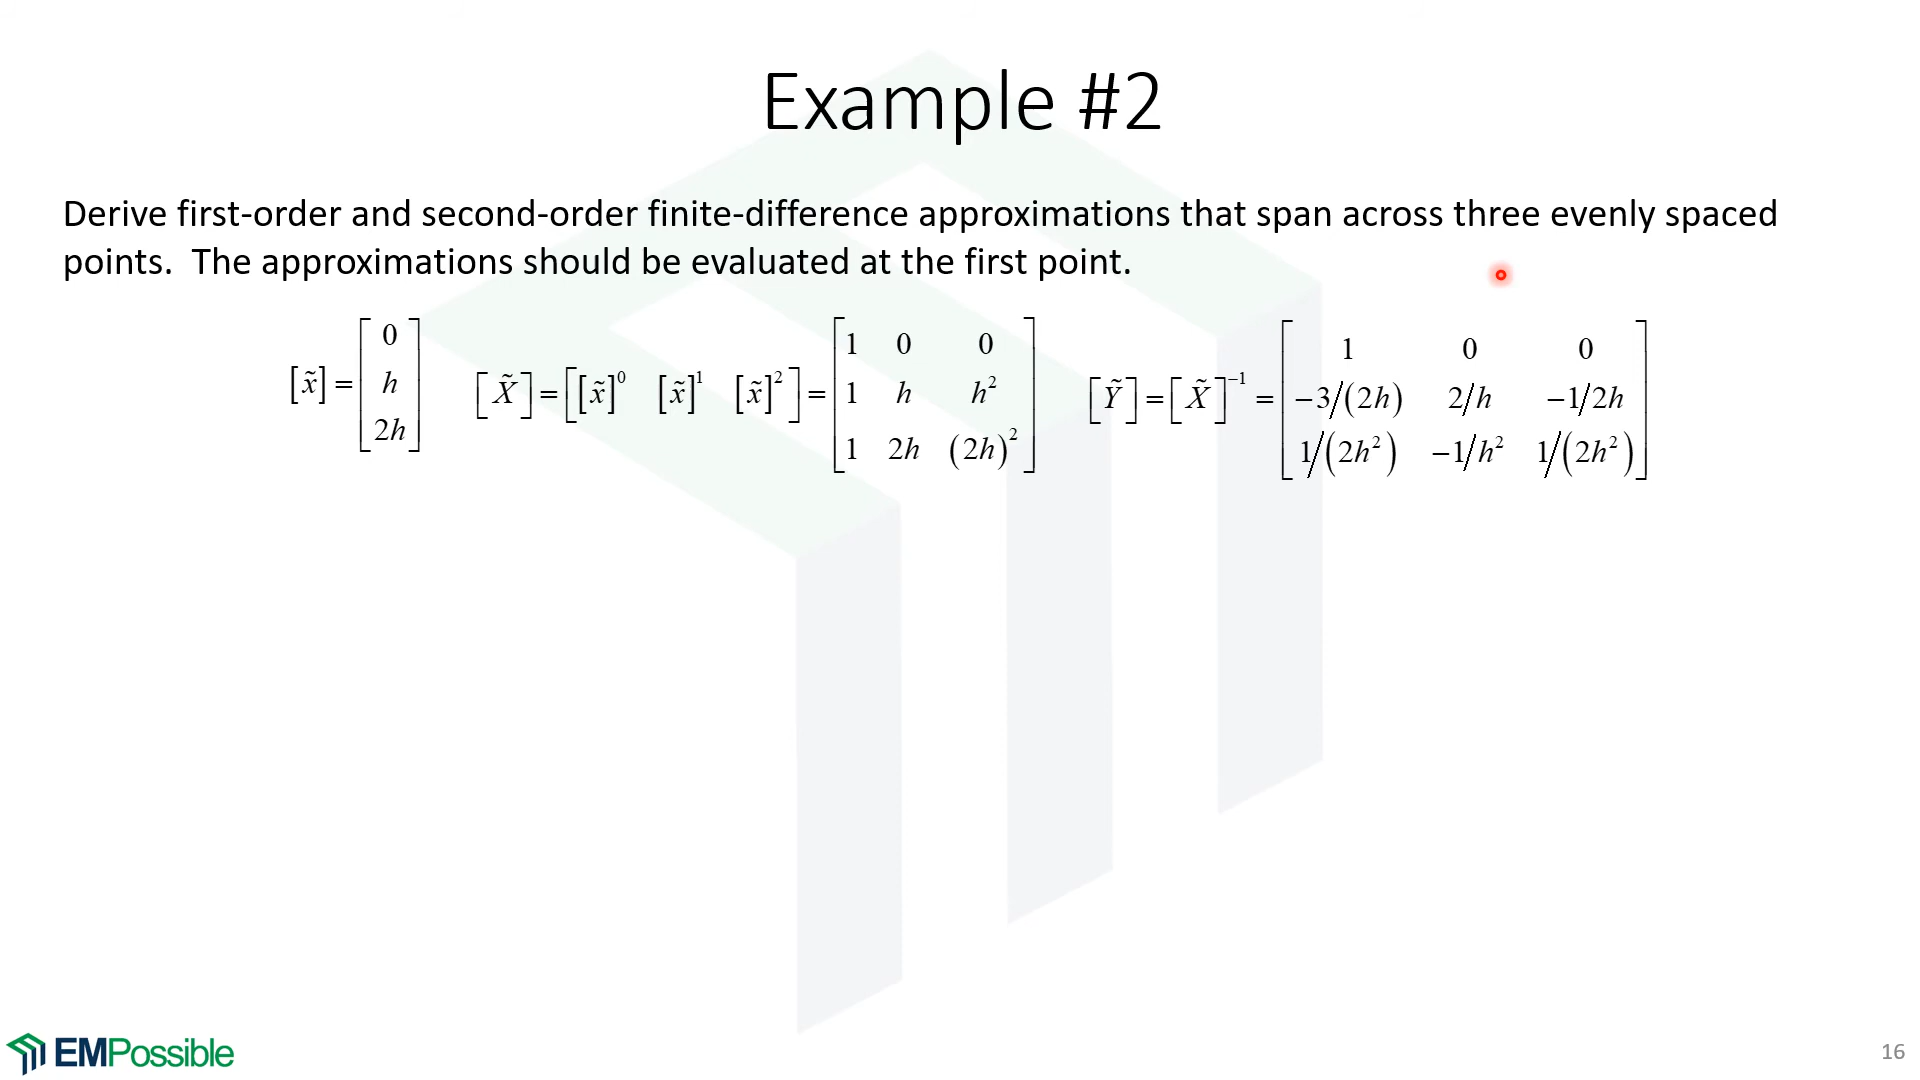 Example #2
Derive first-order and second-order finite-difference approximations that span across three evenly spaced
points. The approximations should be evaluated at the first point.
[x̃] = [0; h; 2h]
[X̃] = [[x̃]⁰ [x̃]¹ [x̃]²] = [1 0 0; 1 h h²; 1 2h (2h)²]
[Ỹ] = [X̃]⁻¹ = [1 0 0; −3/(2h) 2/h −1/2h; 1/(2h²) −1/h² 1/(2h²)]
EMPossible
16